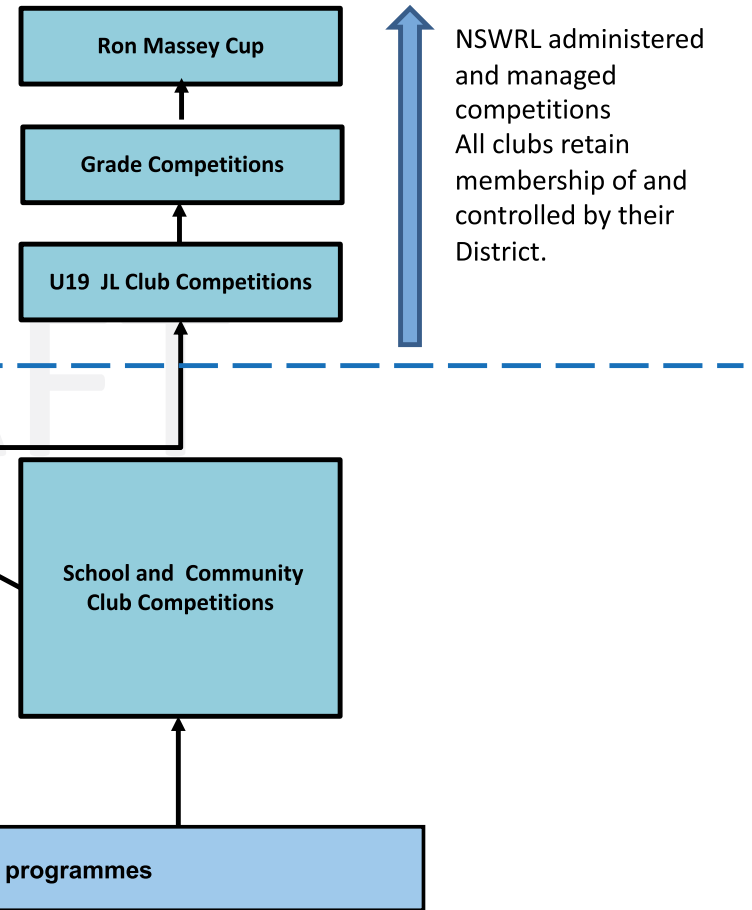 Ron Massey Cup
Grade Competitions
U19 JL Club Competitions
NSWRL administered
and managed
competitions
All clubs retain
membership of and
controlled by their
District.
School and Community
Club Competitions
programmes